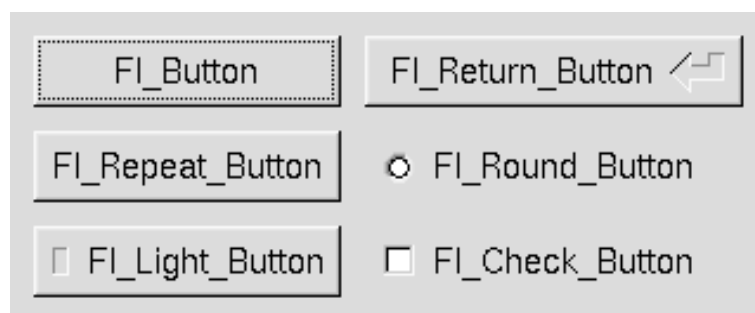 Fl_Button
Fl_Return_Button
Fl_Repeat_Button
Fl_Round_Button
Fl_Light_Button
Fl_Check_Button